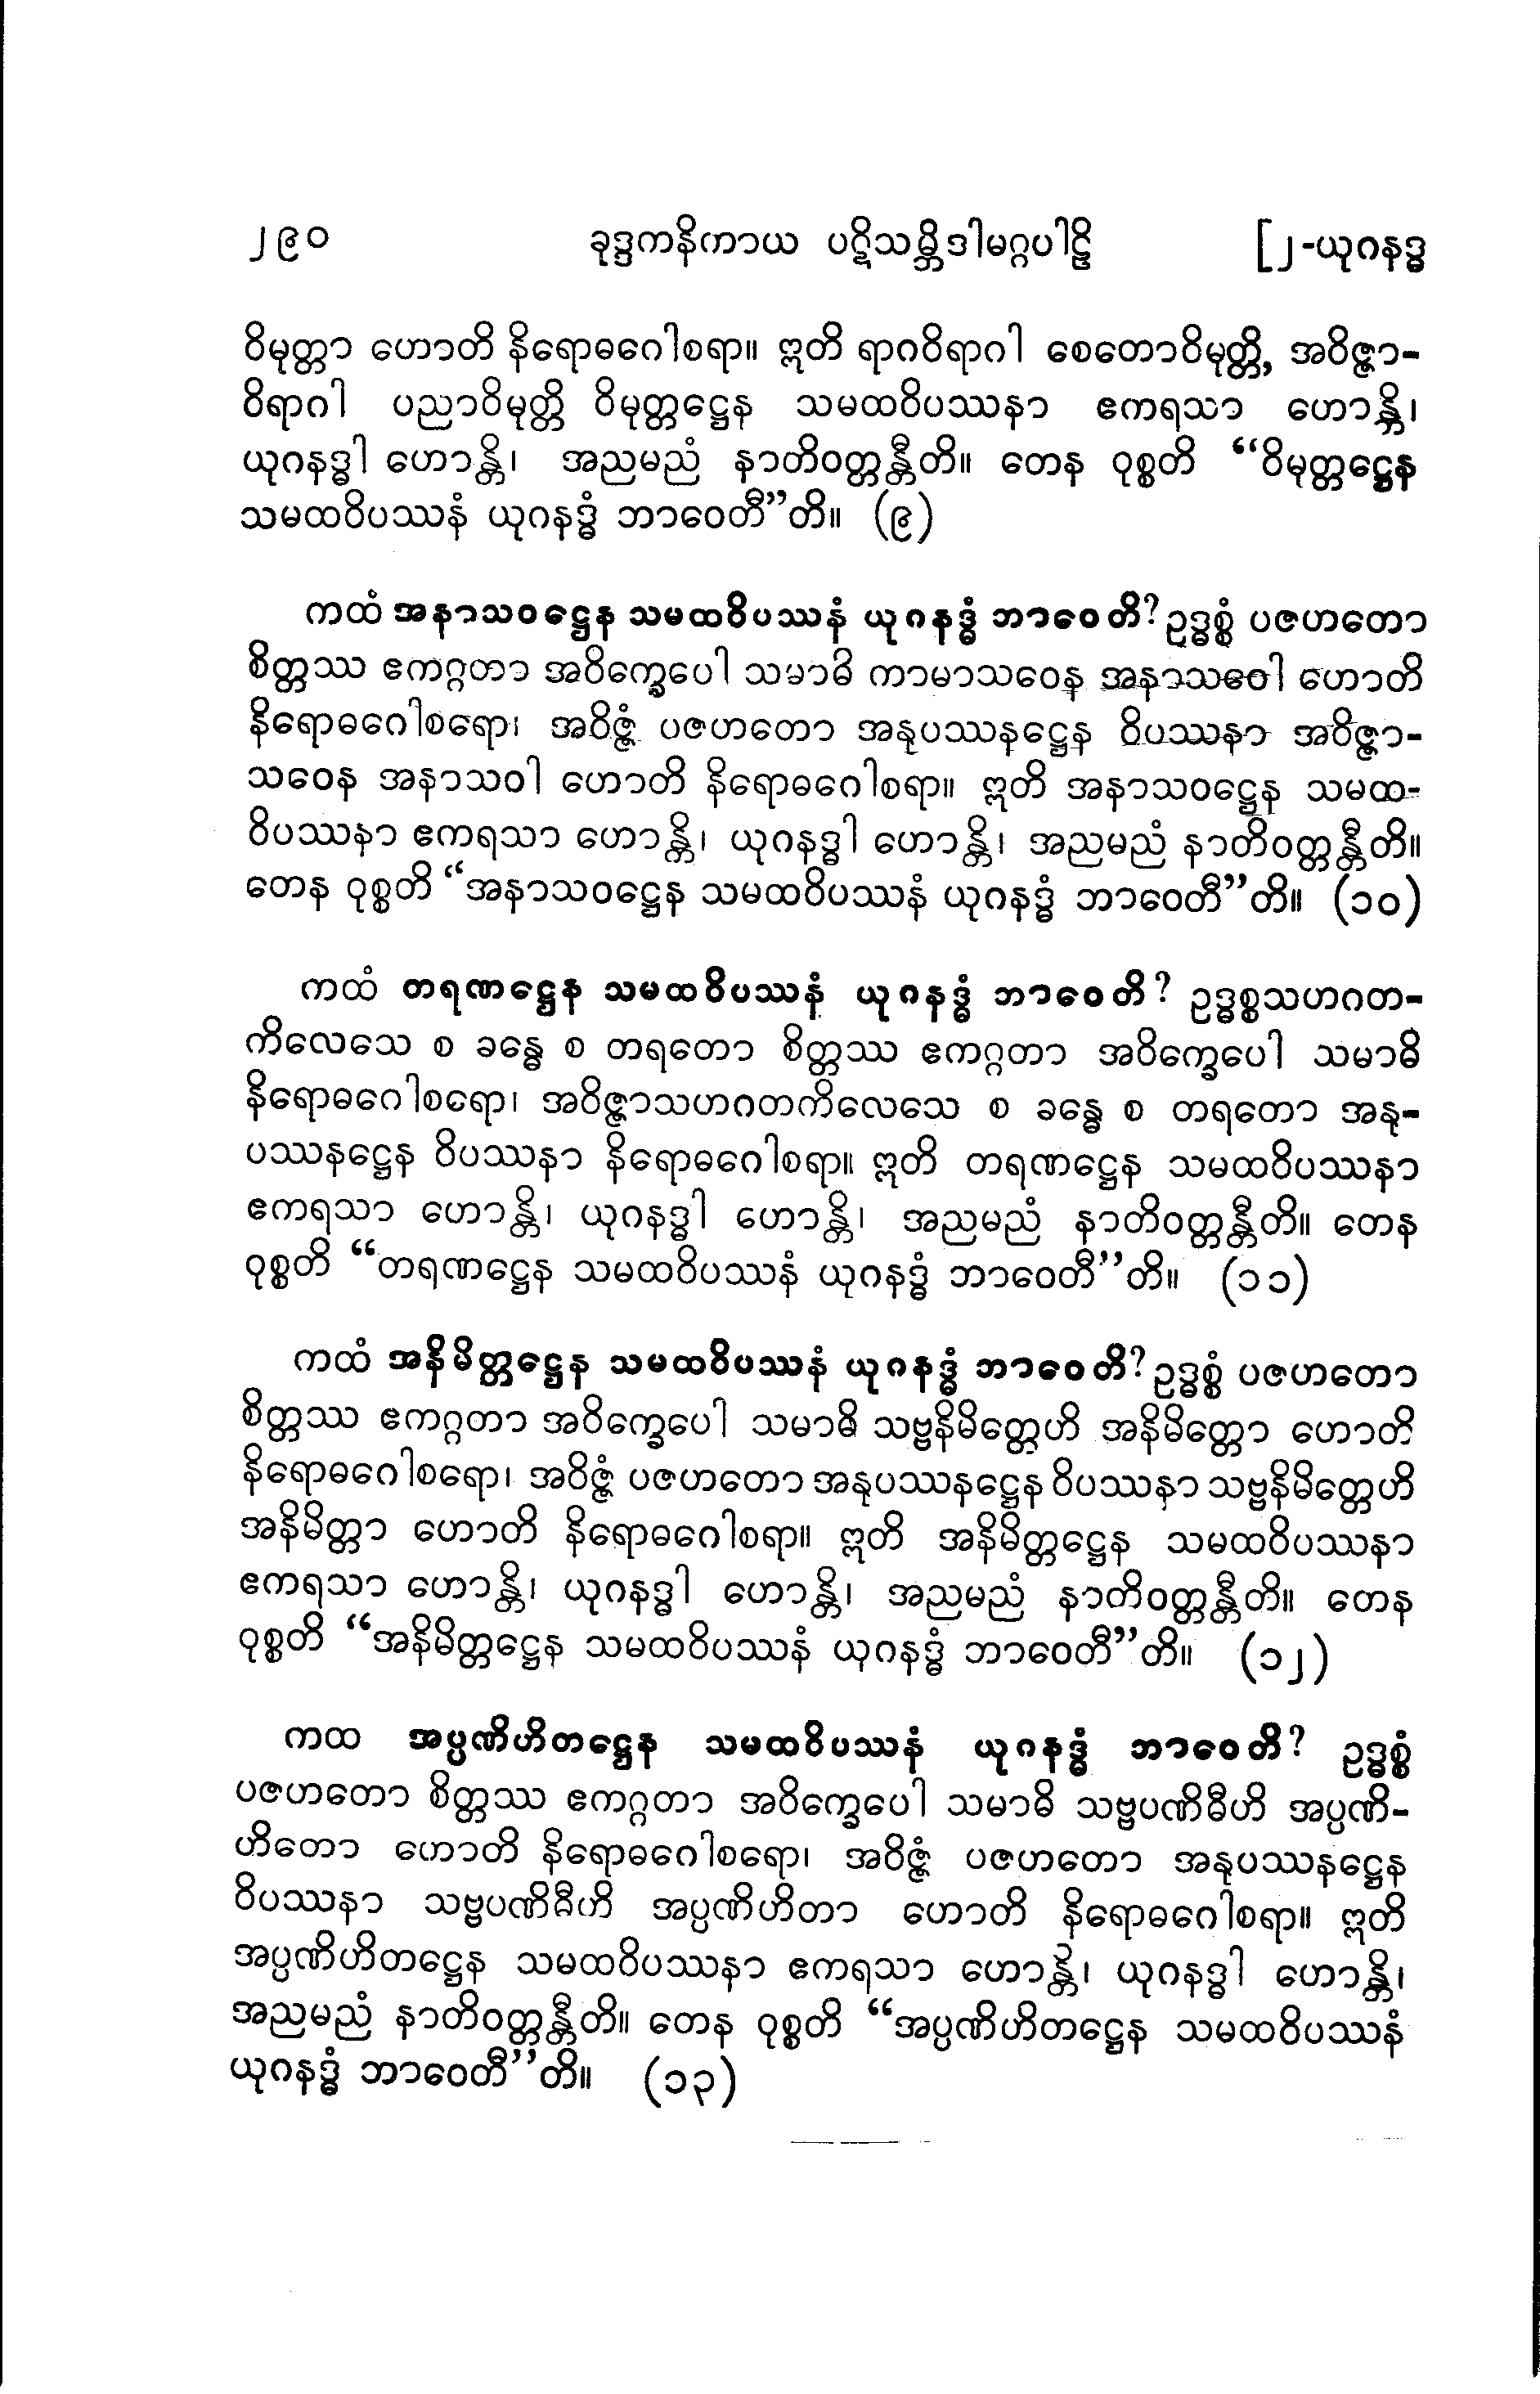 ၂၉၀ ခုဒ္ဒကနိကာယ ပဋိသမ္ဘိဒါမဂ္ဂပါဠိ [၂-ယုဂနဒ္ဓ
ဝိမုတ္တာ ဟောတိ နိရောဓဂေါစရာ။ ဣတိ ရာဂဝိရာဂါ စေတောဝိမုတ္တိ, အဝိဇ္ဇာ-
ဝိရာဂါ ပညာဝိမုတ္တိ ဝိမုတ္တဋ္ဌေန သမထဝိပဿနာ ဧကရသာ ဟောန္တိ၊
ယုဂနဒ္ဓါ ဟောန္တိ၊ အညမညံ နာတိဝတ္တန္တီတိ။ တေန ဝုစ္စတိ “ဝိမုတ္တဋ္ဌေန
သမထဝိပဿနံ ယုဂနဒ္ဓံ ဘာဝေတီ”တိ။ (၉)
ကထံ အနာသဝဋ္ဌေန သမထဝိပဿနံ ယုဂနဒ္ဓံ ဘာဝေတိ? ဥဒ္ဓစ္စံ ပဇဟတော
စိတ္တဿ ဧကဂ္ဂတာ အဝိက္ခေပေါ သမာဓိ ကာမာသဝေန အနာသဝေါ ဟောတိ
နိရောဓဂေါစရော၊ အဝိဇ္ဇံ ပဇဟတော အနုပဿနဋ္ဌေန ဝိပဿနာ အဝိဇ္ဇာ-
သဝေန အနာသဝါ ဟောတိ နိရောဓဂေါစရာ။ ဣတိ အနာသဝဋ္ဌေန သမထ-
ဝိပဿနာ ဧကရသာ ဟောန္တိ၊ ယုဂနဒ္ဓါ ဟောန္တိ၊ အညမညံ နာတိဝတ္တန္တီတိ။
တေန ဝုစ္စတိ “အနာသဝဋ္ဌေန သမထဝိပဿနံ ယုဂနဒ္ဓံ ဘာဝေတီ”တိ။ (၁၀)
ကထံ တရဏဋ္ဌေန သမထဝိပဿနံ ယုဂနဒ္ဓံ ဘာဝေတိ? ဥဒ္ဓစ္စသဟဂတ-
ကိလေသေ စ ခန္ဓေ စ တရတော စိတ္တဿ ဧကဂ္ဂတာ အဝိက္ခေပေါ သမာဓိ
နိရောဓဂေါစရော၊ အဝိဇ္ဇာသဟဂတကိလေသေ စ ခန္ဓေ စ တရတော အနု-
ပဿနဋ္ဌေန ဝိပဿနာ နိရောဓဂေါစရာ။ ဣတိ တရဏဋ္ဌေန သမထဝိပဿနာ
ဧကရသာ ဟောန္တိ၊ ယုဂနဒ္ဓါ ဟောန္တိ၊ အညမညံ နာတိဝတ္တန္တီတိ။ တေန
ဝုစ္စတိ “တရဏဋ္ဌေန သမထဝိပဿနံ ယုဂနဒ္ဓံ ဘာဝေတီ”တိ။ (၁၁)
ကထံ အနိမိတ္တဋ္ဌေန သမထဝိပဿနံ ယုဂနဒ္ဓံ ဘာဝေတိ? ဥဒ္ဓစ္စံ ပဇဟတော
စိတ္တဿ ဧကဂ္ဂတာ အဝိက္ခေပေါ သမာဓိ သဗ္ဗနိမိတ္တေဟိ အနိမိတ္တော ဟောတိ
နိရောဓဂေါစရော၊ အဝိဇ္ဇံ ပဇဟတော အနုပဿနဋ္ဌေန ဝိပဿနာ သဗ္ဗနိမိတ္တေဟိ
အနိမိတ္တာ ဟောတိ နိရောဓဂေါစရာ။ ဣတိ အနိမိတ္တဋ္ဌေန သမထဝိပဿနာ
ဧကရသာ ဟောန္တိ၊ ယုဂနဒ္ဓါ ဟောန္တိ၊ အညမညံ နာတိဝတ္တန္တီတိ။ တေန
ဝုစ္စတိ “အနိမိတ္တဋ္ဌေန သမထဝိပဿနံ ယုဂနဒ္ဓံ ဘာဝေတီ”တိ။ (၁၂)
ကထ အပ္ပဏိဟိတဋ္ဌေန သမထဝိပဿနံ ယုဂနဒ္ဓံ ဘာဝေတိ? ဥဒ္ဓစ္စံ
ပဇဟတော စိတ္တဿ ဧကဂ္ဂတာ အဝိက္ခေပေါ သမာဓိ သဗ္ဗပဏိဓီဟိ အပ္ပဏိ-
ဟိတော ဟောတိ နိရောဓဂေါစရော၊ အဝိဇ္ဇံ ပဇဟတော အနုပဿနဋ္ဌေန
ဝိပဿနာ သဗ္ဗပဏိဓီဟိ အပ္ပဏိဟိတာ ဟောတိ နိရောဓဂေါစရာ။ ဣတိ
အပ္ပဏိဟိတဋ္ဌေန သမထဝိပဿနာ ဧကရသာ ဟောန္တိ၊ ယုဂနဒ္ဓါ ဟောန္တိ၊
အညမညံ နာတိဝတ္တန္တီတိ။ တေန ဝုစ္စတိ “အပ္ပဏိဟိတဋ္ဌေန သမထဝိပဿနံ
ယုဂနဒ္ဓံ ဘာဝေတီ”တိ။ (၁၃)